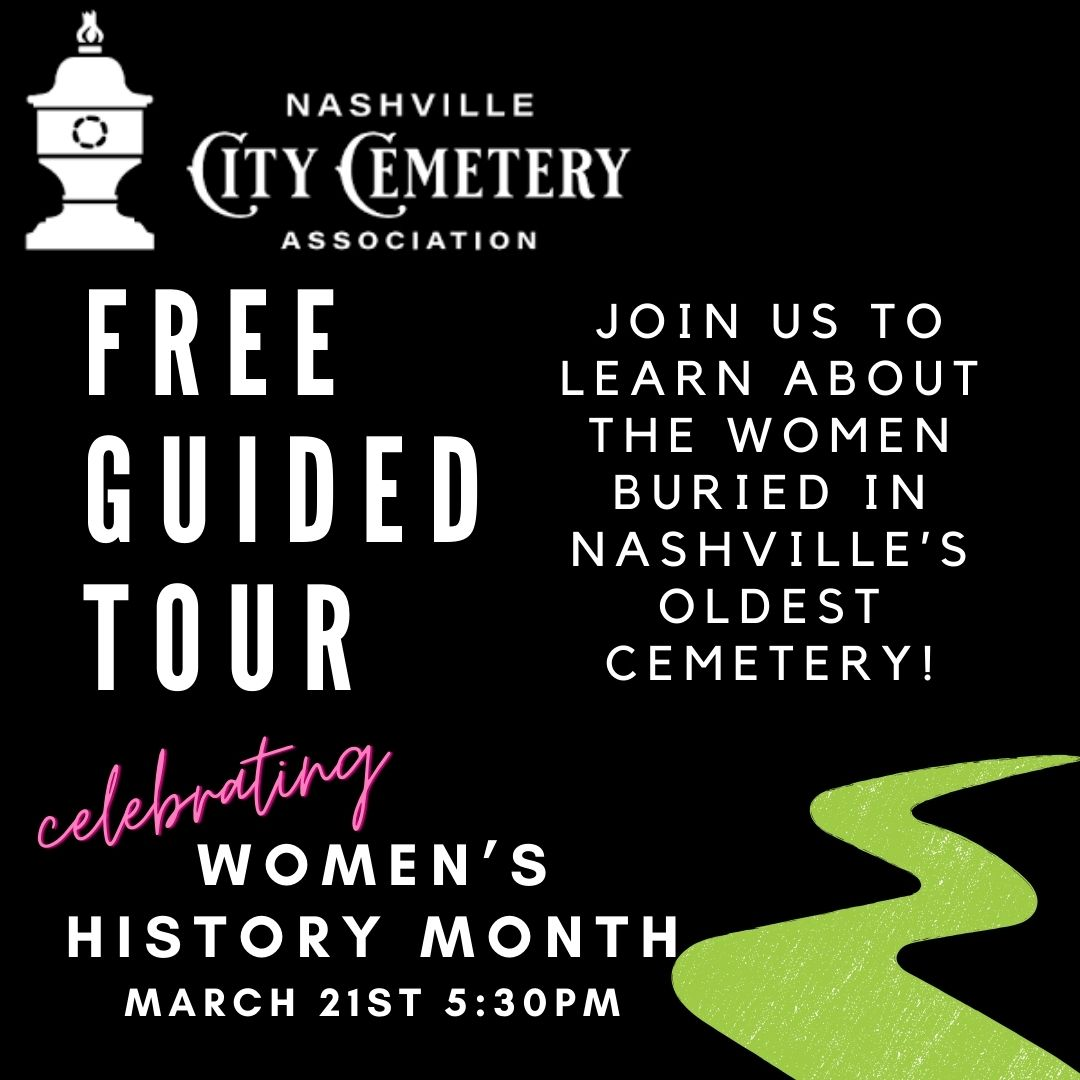 NASHVILLE
CITY CEMETERY
ASSOCIATION
FREE
GUIDED
TOUR
JOIN US TO
LEARN ABOUT
THE WOMEN
BURIED IN
NASHVILLE'S
OLDEST
CEMETERY!
celebrating
WOMEN'S
HISTORY MONTH
MARCH 21ST 5:30PM